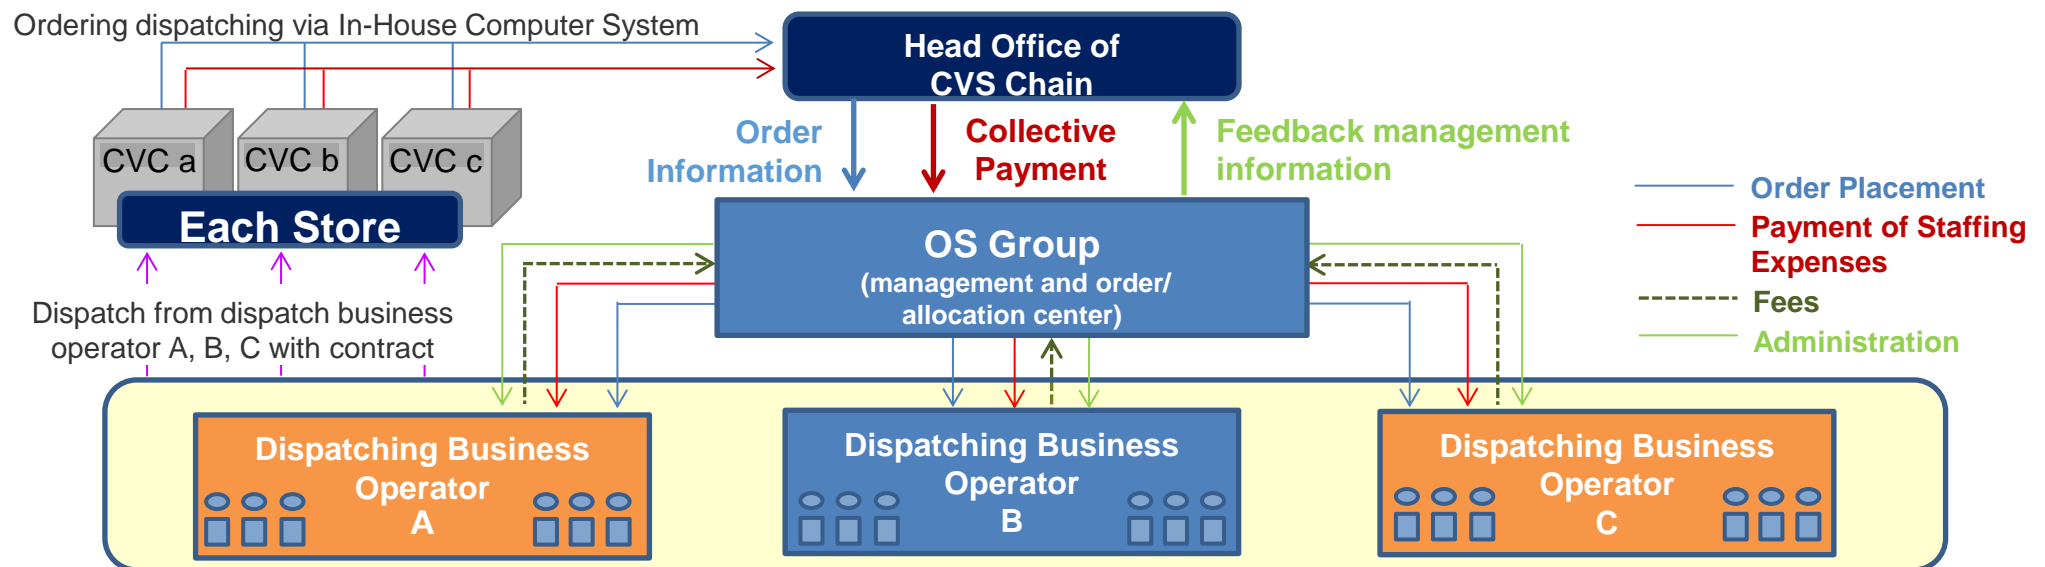 Ordering dispatching via In-House Computer System
Head Office of
CVS Chain
CVC a
CVC b
CVC c
Each Store
Order
Information
Collective
Payment
Feedback management
information
Order Placement
Payment of Staffing
Expenses
Fees
Administration
OS Group
(management and order/
allocation center)
Dispatch from dispatch business
operator A, B, C with contract
Dispatching Business
Operator
A
Dispatching Business
Operator
B
Dispatching Business
Operator
C